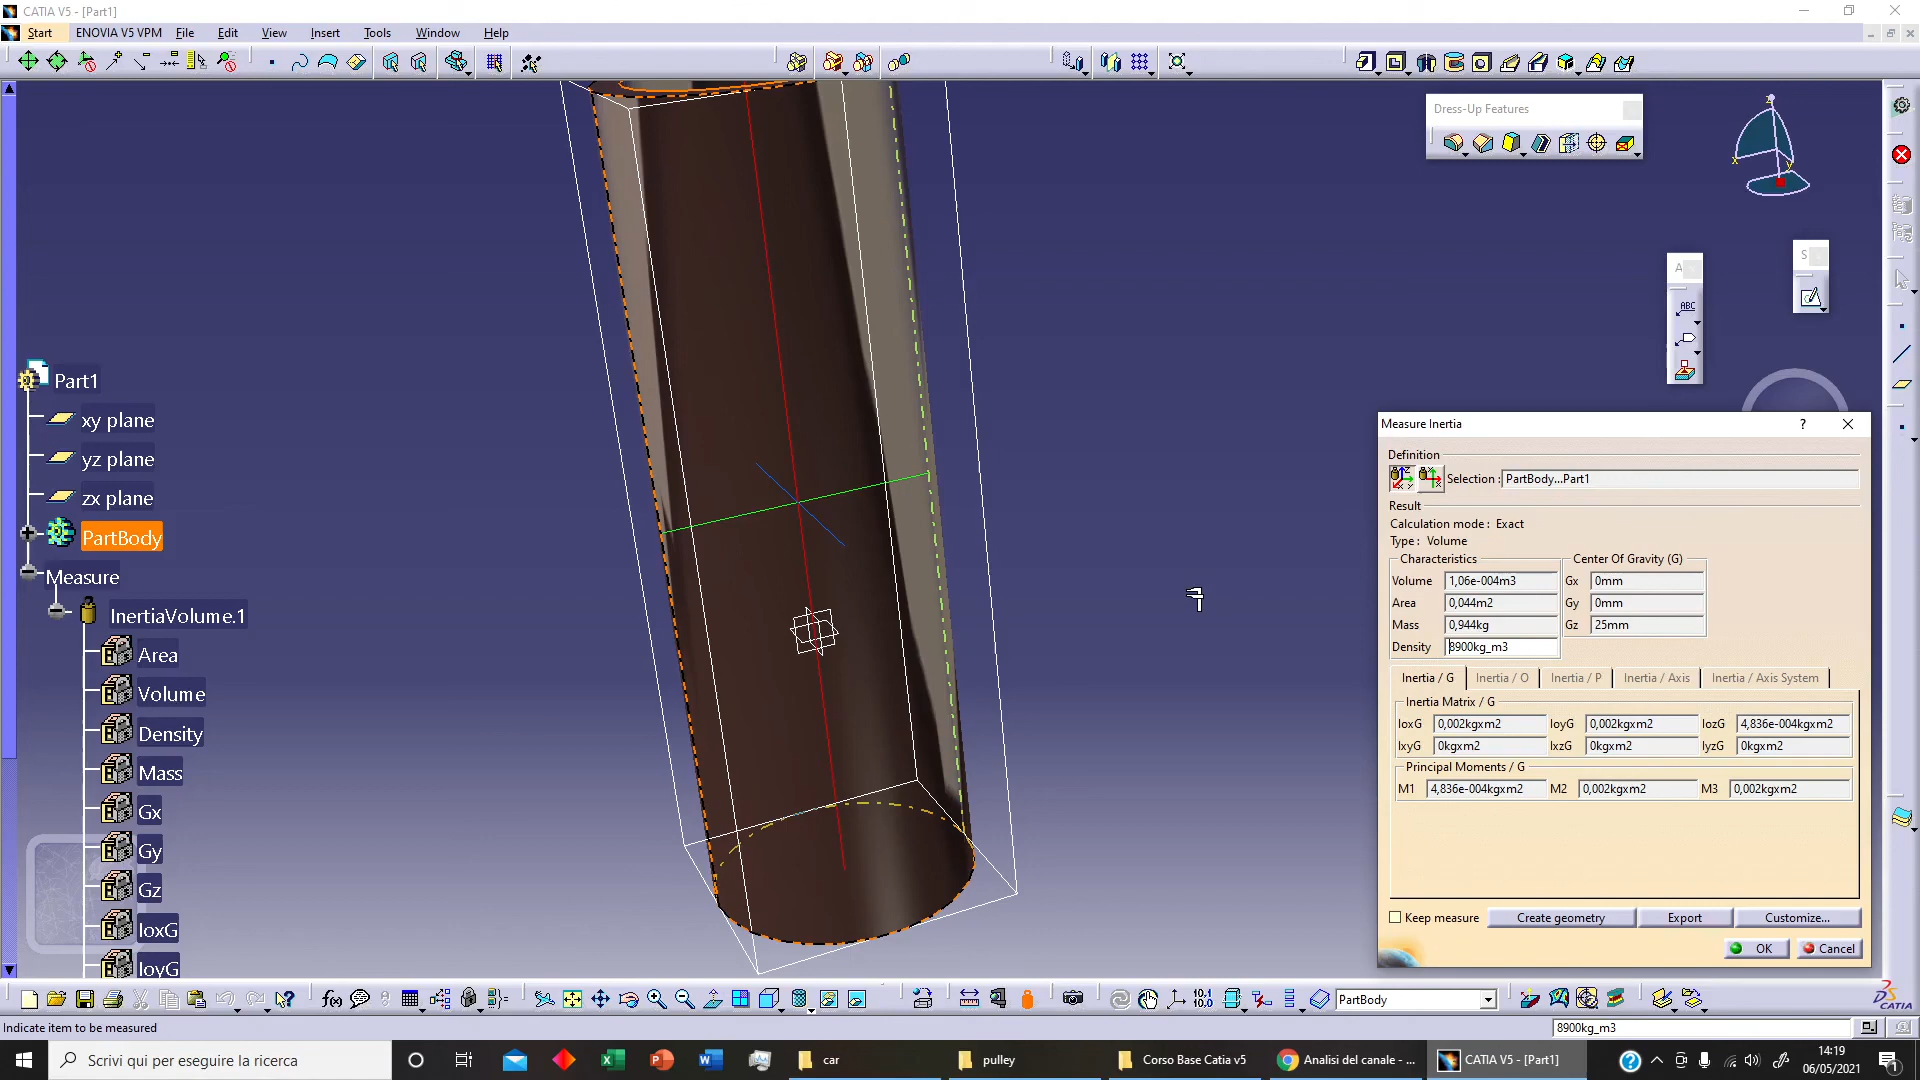 CATIA V5 - [Part1]
Start ENOVIA V5 VPM File Edit View Insert Tools Window Help
Dress-Up Features
z
x
y
A
S
ABC
Part1
xy plane
yz plane
zx plane
PartBody
Measure
InertiaVolume.1
Area
Volume
Density
Mass
Gx
Gy
Gz
IoxG
IoyG
Measure Inertia ?
Definition
Selection : PartBody...Part1
Result
Calculation mode : Exact
Type : Volume
Characteristics Center Of Gravity (G)
Volume 1,06e-004m3 Gx 0mm
Area 0,044m2 Gy 0mm
Mass 0,944kg Gz 25mm
Density 8900kg_m3
Inertia / G Inertia / O Inertia / P Inertia / Axis Inertia / Axis System
Inertia Matrix / G
IoxG 0,002kgxm2 IoyG 0,002kgxm2 IozG 4,836e-004kgxm2
IxyG 0kgxm2 IxzG 0kgxm2 IyzG 0kgxm2
Principal Moments / G
M1 4,836e-004kgxm2 M2 0,002kgxm2 M3 0,002kgxm2
Keep measure Create geometry Export Customize...
OK Cancel
f(x) 10,1 10,0 PartBody
CATIA
Indicate item to be measured 8900kg_m3
Scrivi qui per eseguire la ricerca car pulley Corso Base Catia v5 Analisi del canale - ... CATIA V5 - [Part1]
14:19
06/05/2021
1